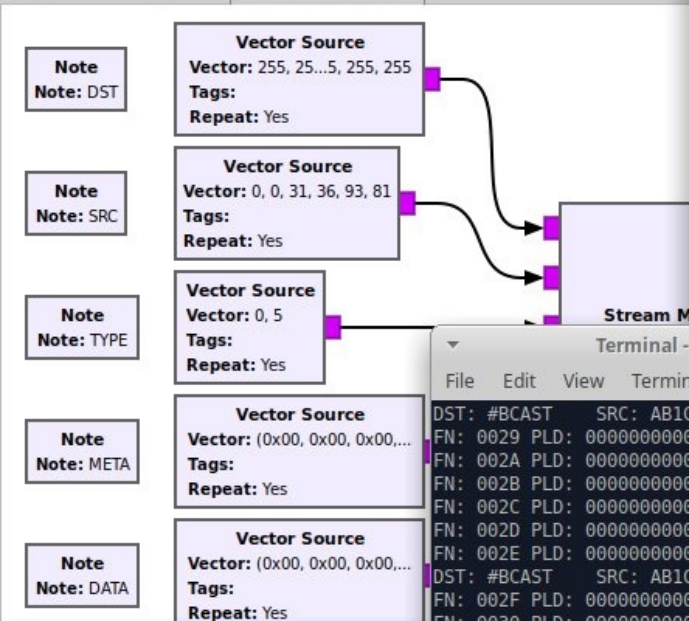 Note
Note: DST
Vector Source
Vector: 255, 25...5, 255, 255
Tags:
Repeat: Yes
Note
Note: SRC
Vector Source
Vector: 0, 0, 31, 36, 93, 81
Tags:
Repeat: Yes
Note
Note: TYPE
Vector Source
Vector: 0, 5
Tags:
Repeat: Yes
Stream M
Note
Note: META
Vector Source
Vector: (0x00, 0x00, 0x00,...
Tags:
Repeat: Yes
Note
Note: DATA
Vector Source
Vector: (0x00, 0x00, 0x00,...
Tags:
Repeat: Yes
Terminal -
File Edit View Termin
DST: #BCAST SRC: AB1C
FN: 0029 PLD: 0000000000
FN: 002A PLD: 0000000000
FN: 002B PLD: 0000000000
FN: 002C PLD: 0000000000
FN: 002D PLD: 0000000000
FN: 002E PLD: 0000000000
DST: #BCAST SRC: AB1C
FN: 002F PLD: 0000000000
FN: 0030 PLD: 0000000000